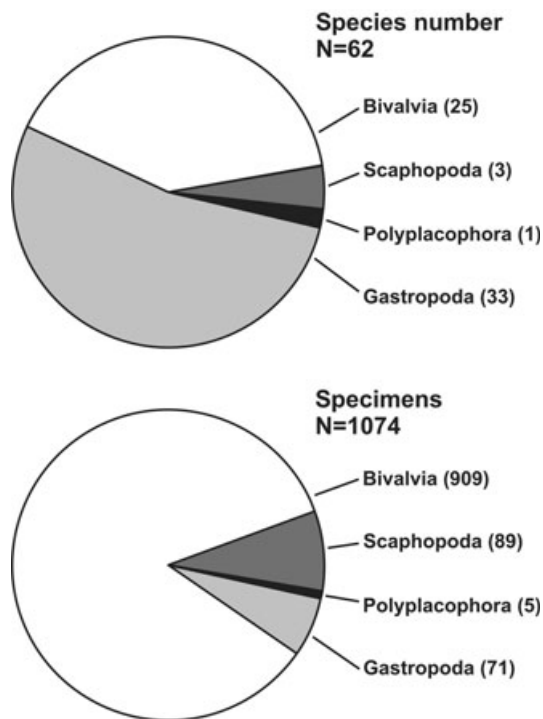 Species number
N=62
Bivalvia (25)
Scaphopoda (3)
Polyplacophora (1)
Gastropoda (33)
Specimens
N=1074
Bivalvia (909)
Scaphopoda (89)
Polyplacophora (5)
Gastropoda (71)